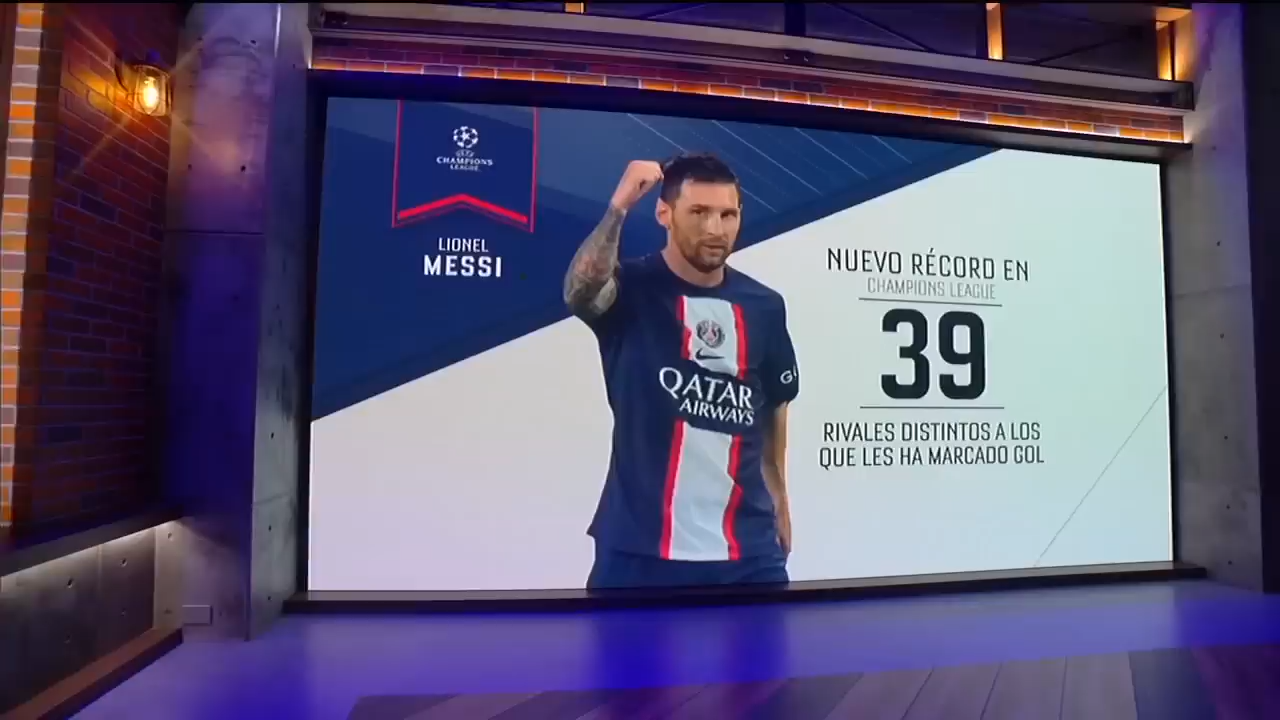 UEFA
CHAMPIONS
LEAGUE
LIONEL
MESSI
NUEVO RÉCORD EN
CHAMPIONS LEAGUE
39
RIVALES DISTINTOS A LOS
QUE LES HA MARCADO GOL
QATAR
AIRWAYS